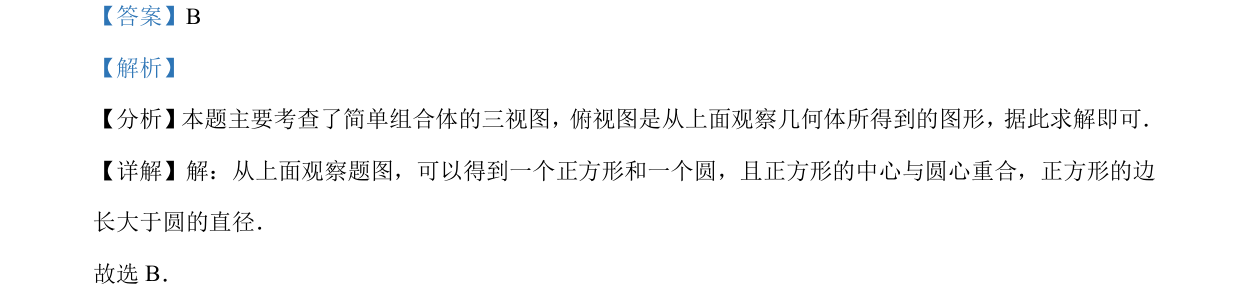 【答案】B
【解析】
【分析】本题主要考查了简单组合体的三视图，俯视图是从上面观察几何体所得到的图形，据此求解即可．
【详解】解：从上面观察题图，可以得到一个正方形和一个圆，且正方形的中心与圆心重合，正方形的边
长大于圆的直径．
故选 B．